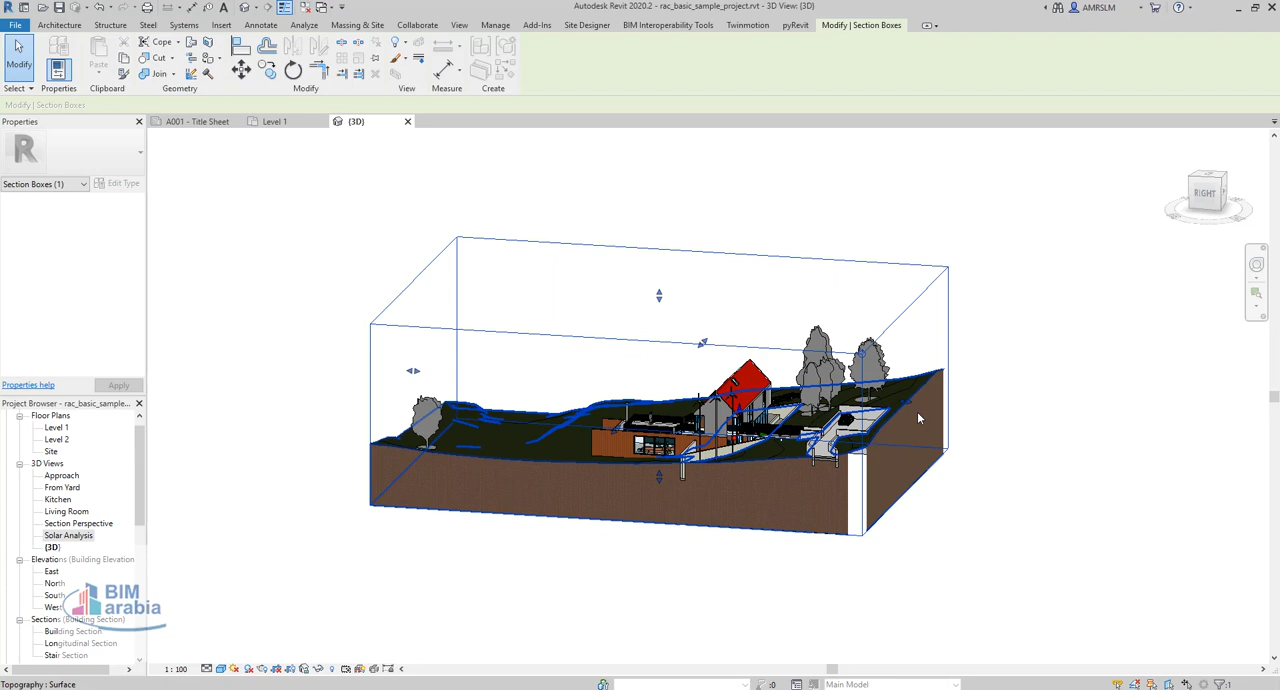 Autodesk Revit 2020.2 - rac_basic_sample_project.rvt - 3D View: {3D}
AMRSLM
File Architecture Structure Steel Systems Insert Annotate Analyze Massing & Site Collaborate View Manage Add-Ins Site Designer BIM Interoperability Tools Twinmotion pyRevit Modify | Section Boxes
Modify Paste Cope Cut Join
Select Properties Clipboard Geometry Modify View Measure Create
Modify | Section Boxes
Properties
A001 - Title Sheet Level 1 {3D}
Section Boxes (1) Edit Type
RIGHT
Properties help Apply
Project Browser - rac_basic_sample...
Floor Plans
Level 1
Level 2
Site
3D Views
Approach
From Yard
Kitchen
Living Room
Section Perspective
Solar Analysis
{3D}
Elevations (Building Elevation
East
North
South
West
Sections (Building Section)
Building Section
Longitudinal Section
Stair Section
BIM
arabia
1 : 100
Topography : Surface
:0
Main Model
:1